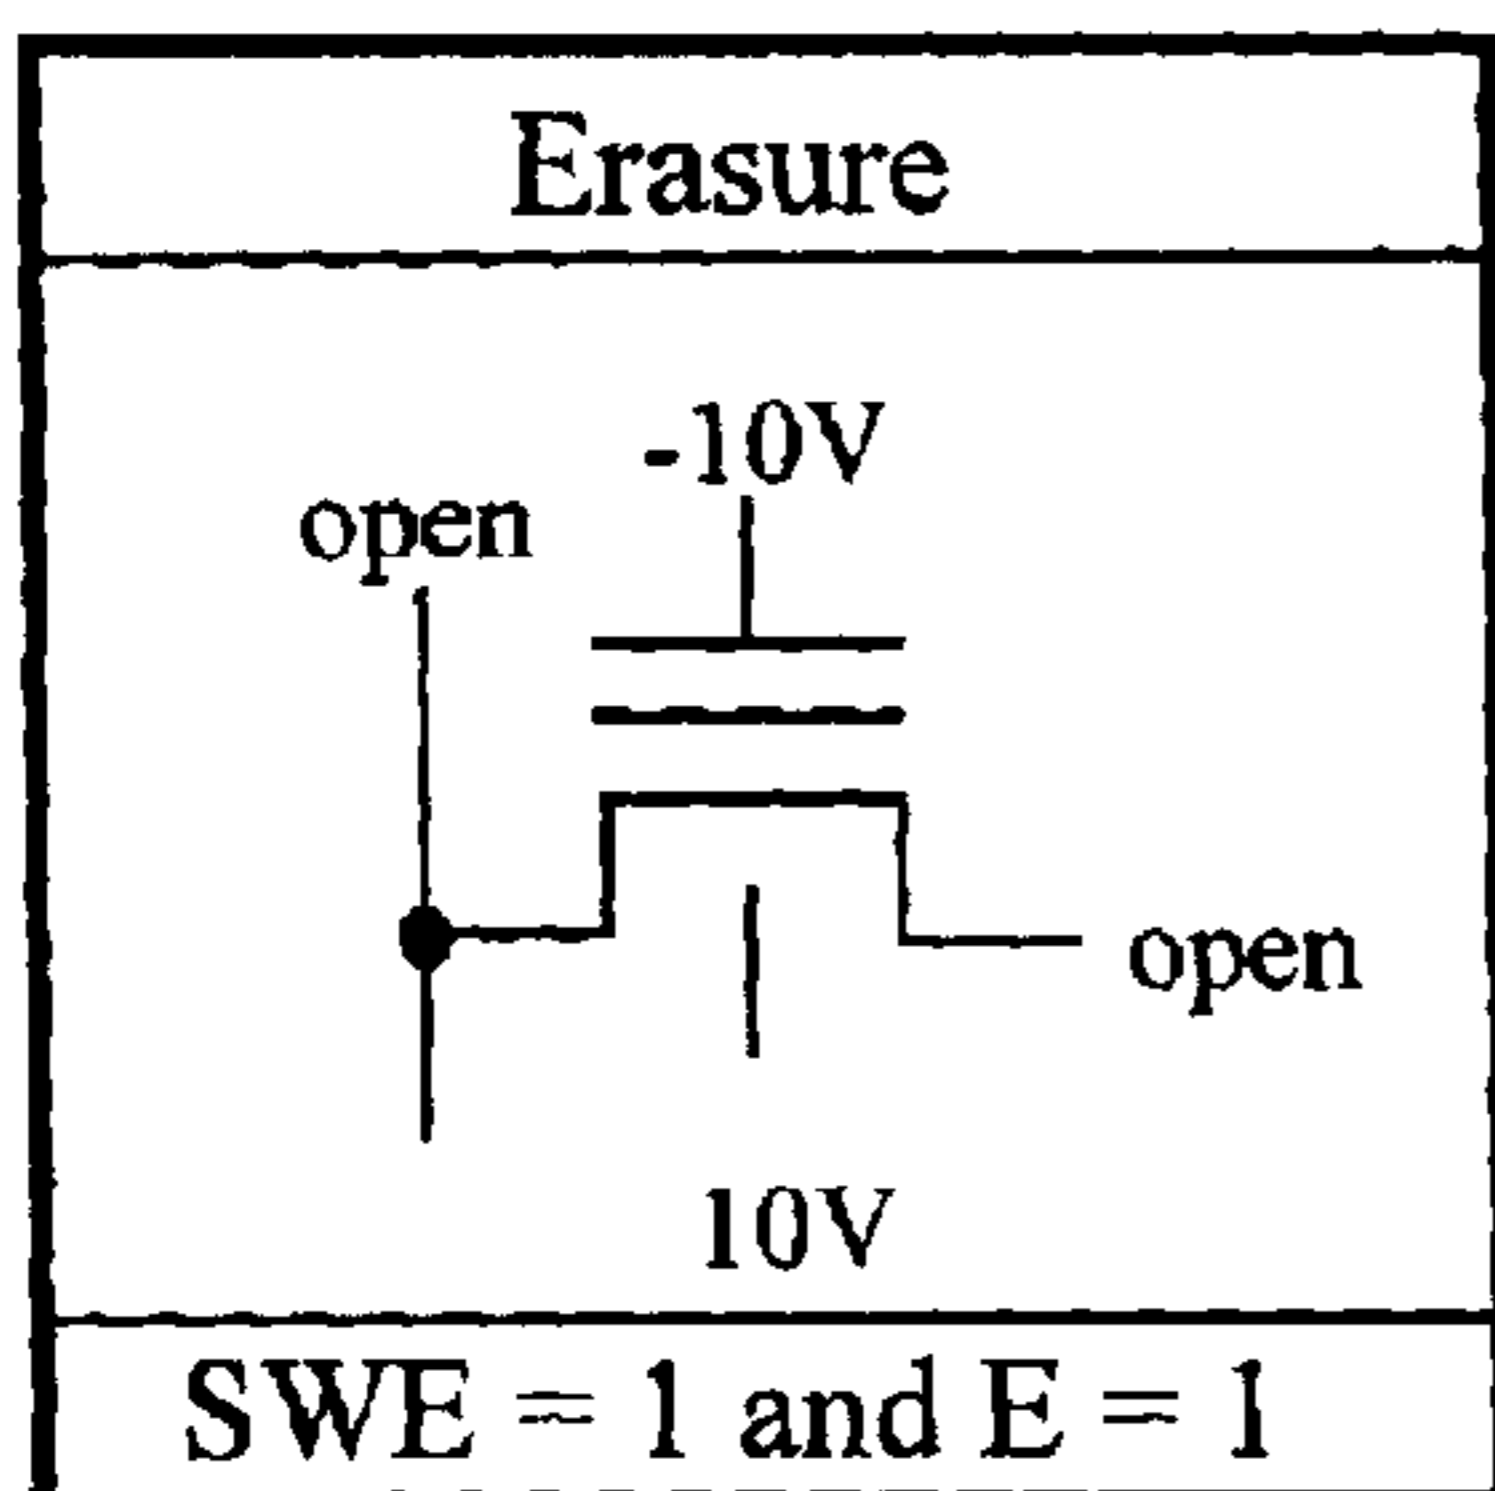 Erasure
-10V
open
open
10V
SWE = 1 and E = 1